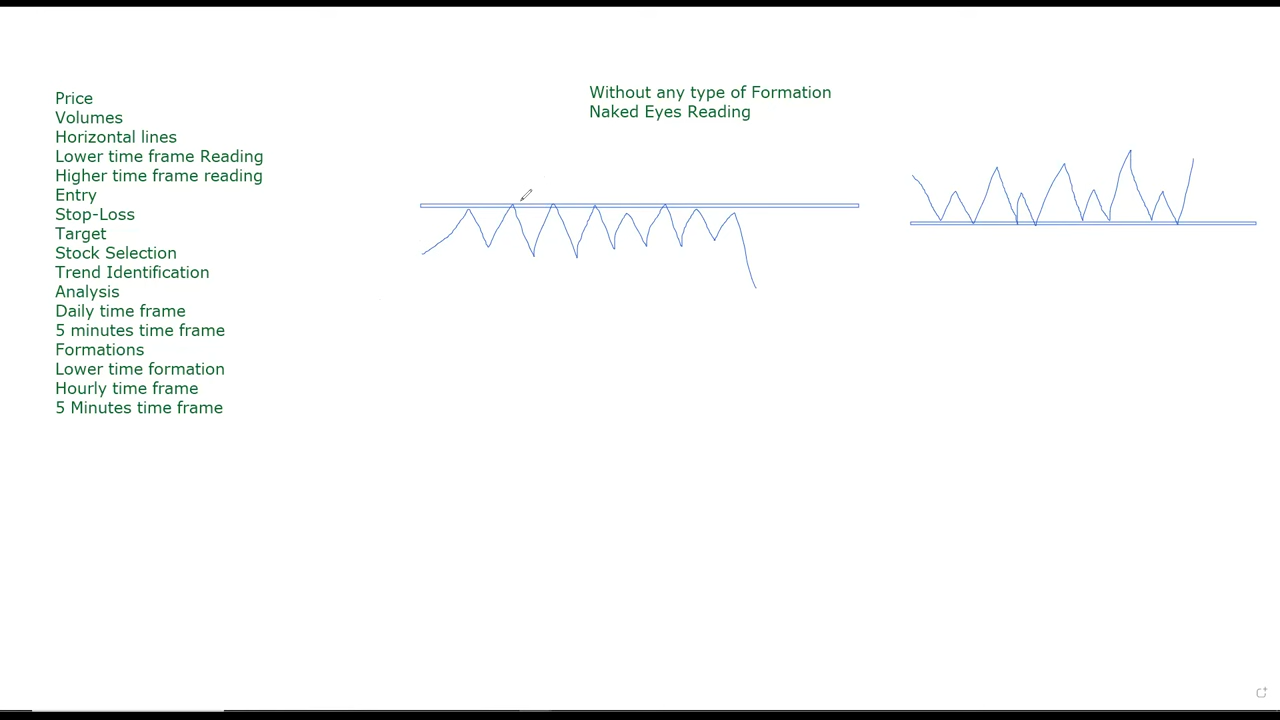 Price
Volumes
Horizontal lines
Lower time frame Reading
Higher time frame reading
Entry
Stop-Loss
Target
Stock Selection
Trend Identification
Analysis
Daily time frame
5 minutes time frame
Formations
Lower time formation
Hourly time frame
5 Minutes time frame
Without any type of Formation
Naked Eyes Reading